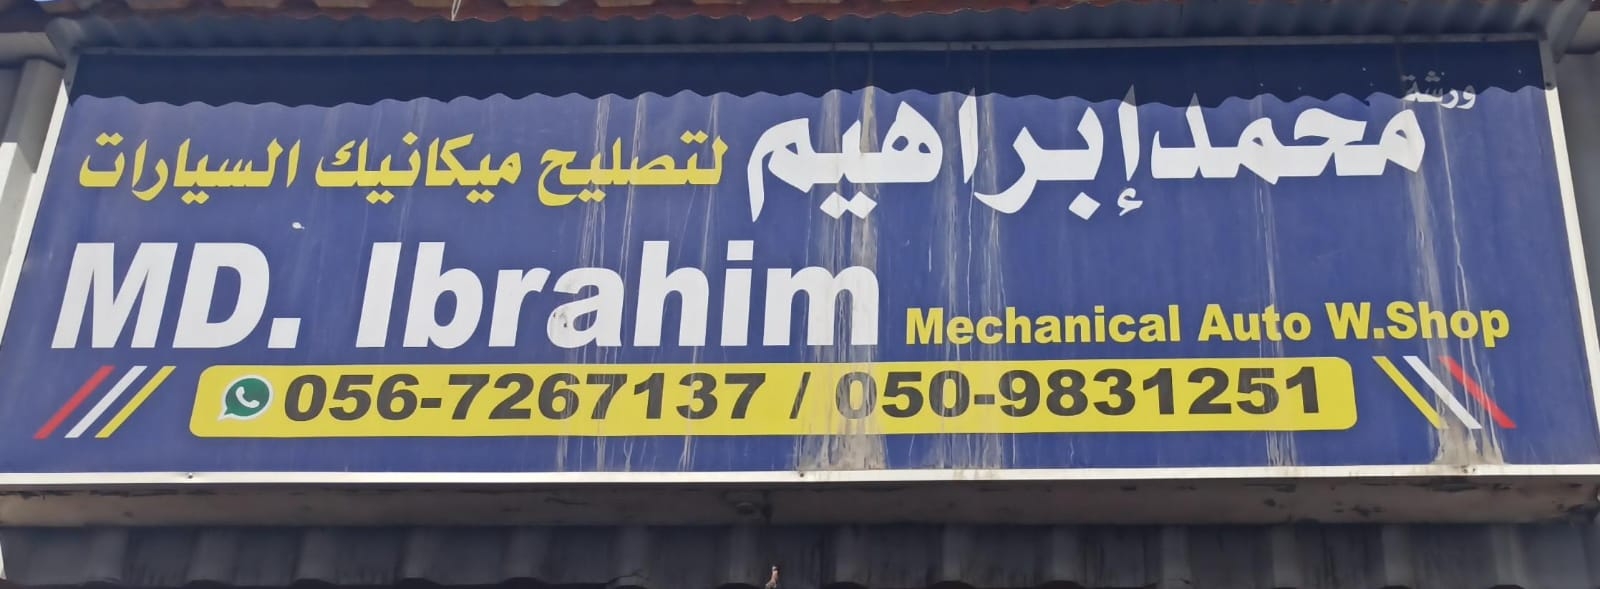 ورشة
محمد إبراهيم لتصليح ميكانيك السيارات
MD. Ibrahim Mechanical Auto W.Shop
056-7267137 / 050-9831251